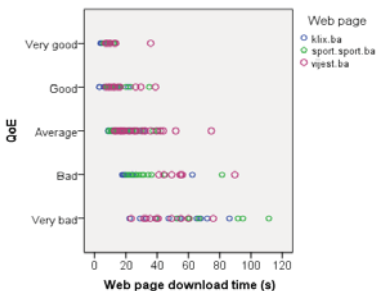 Web page
klix.ba
sport.sport.ba
vijest.ba
QoE
Very good
Good
Average
Bad
Very bad
0 20 40 60 80 100 120
Web page download time (s)